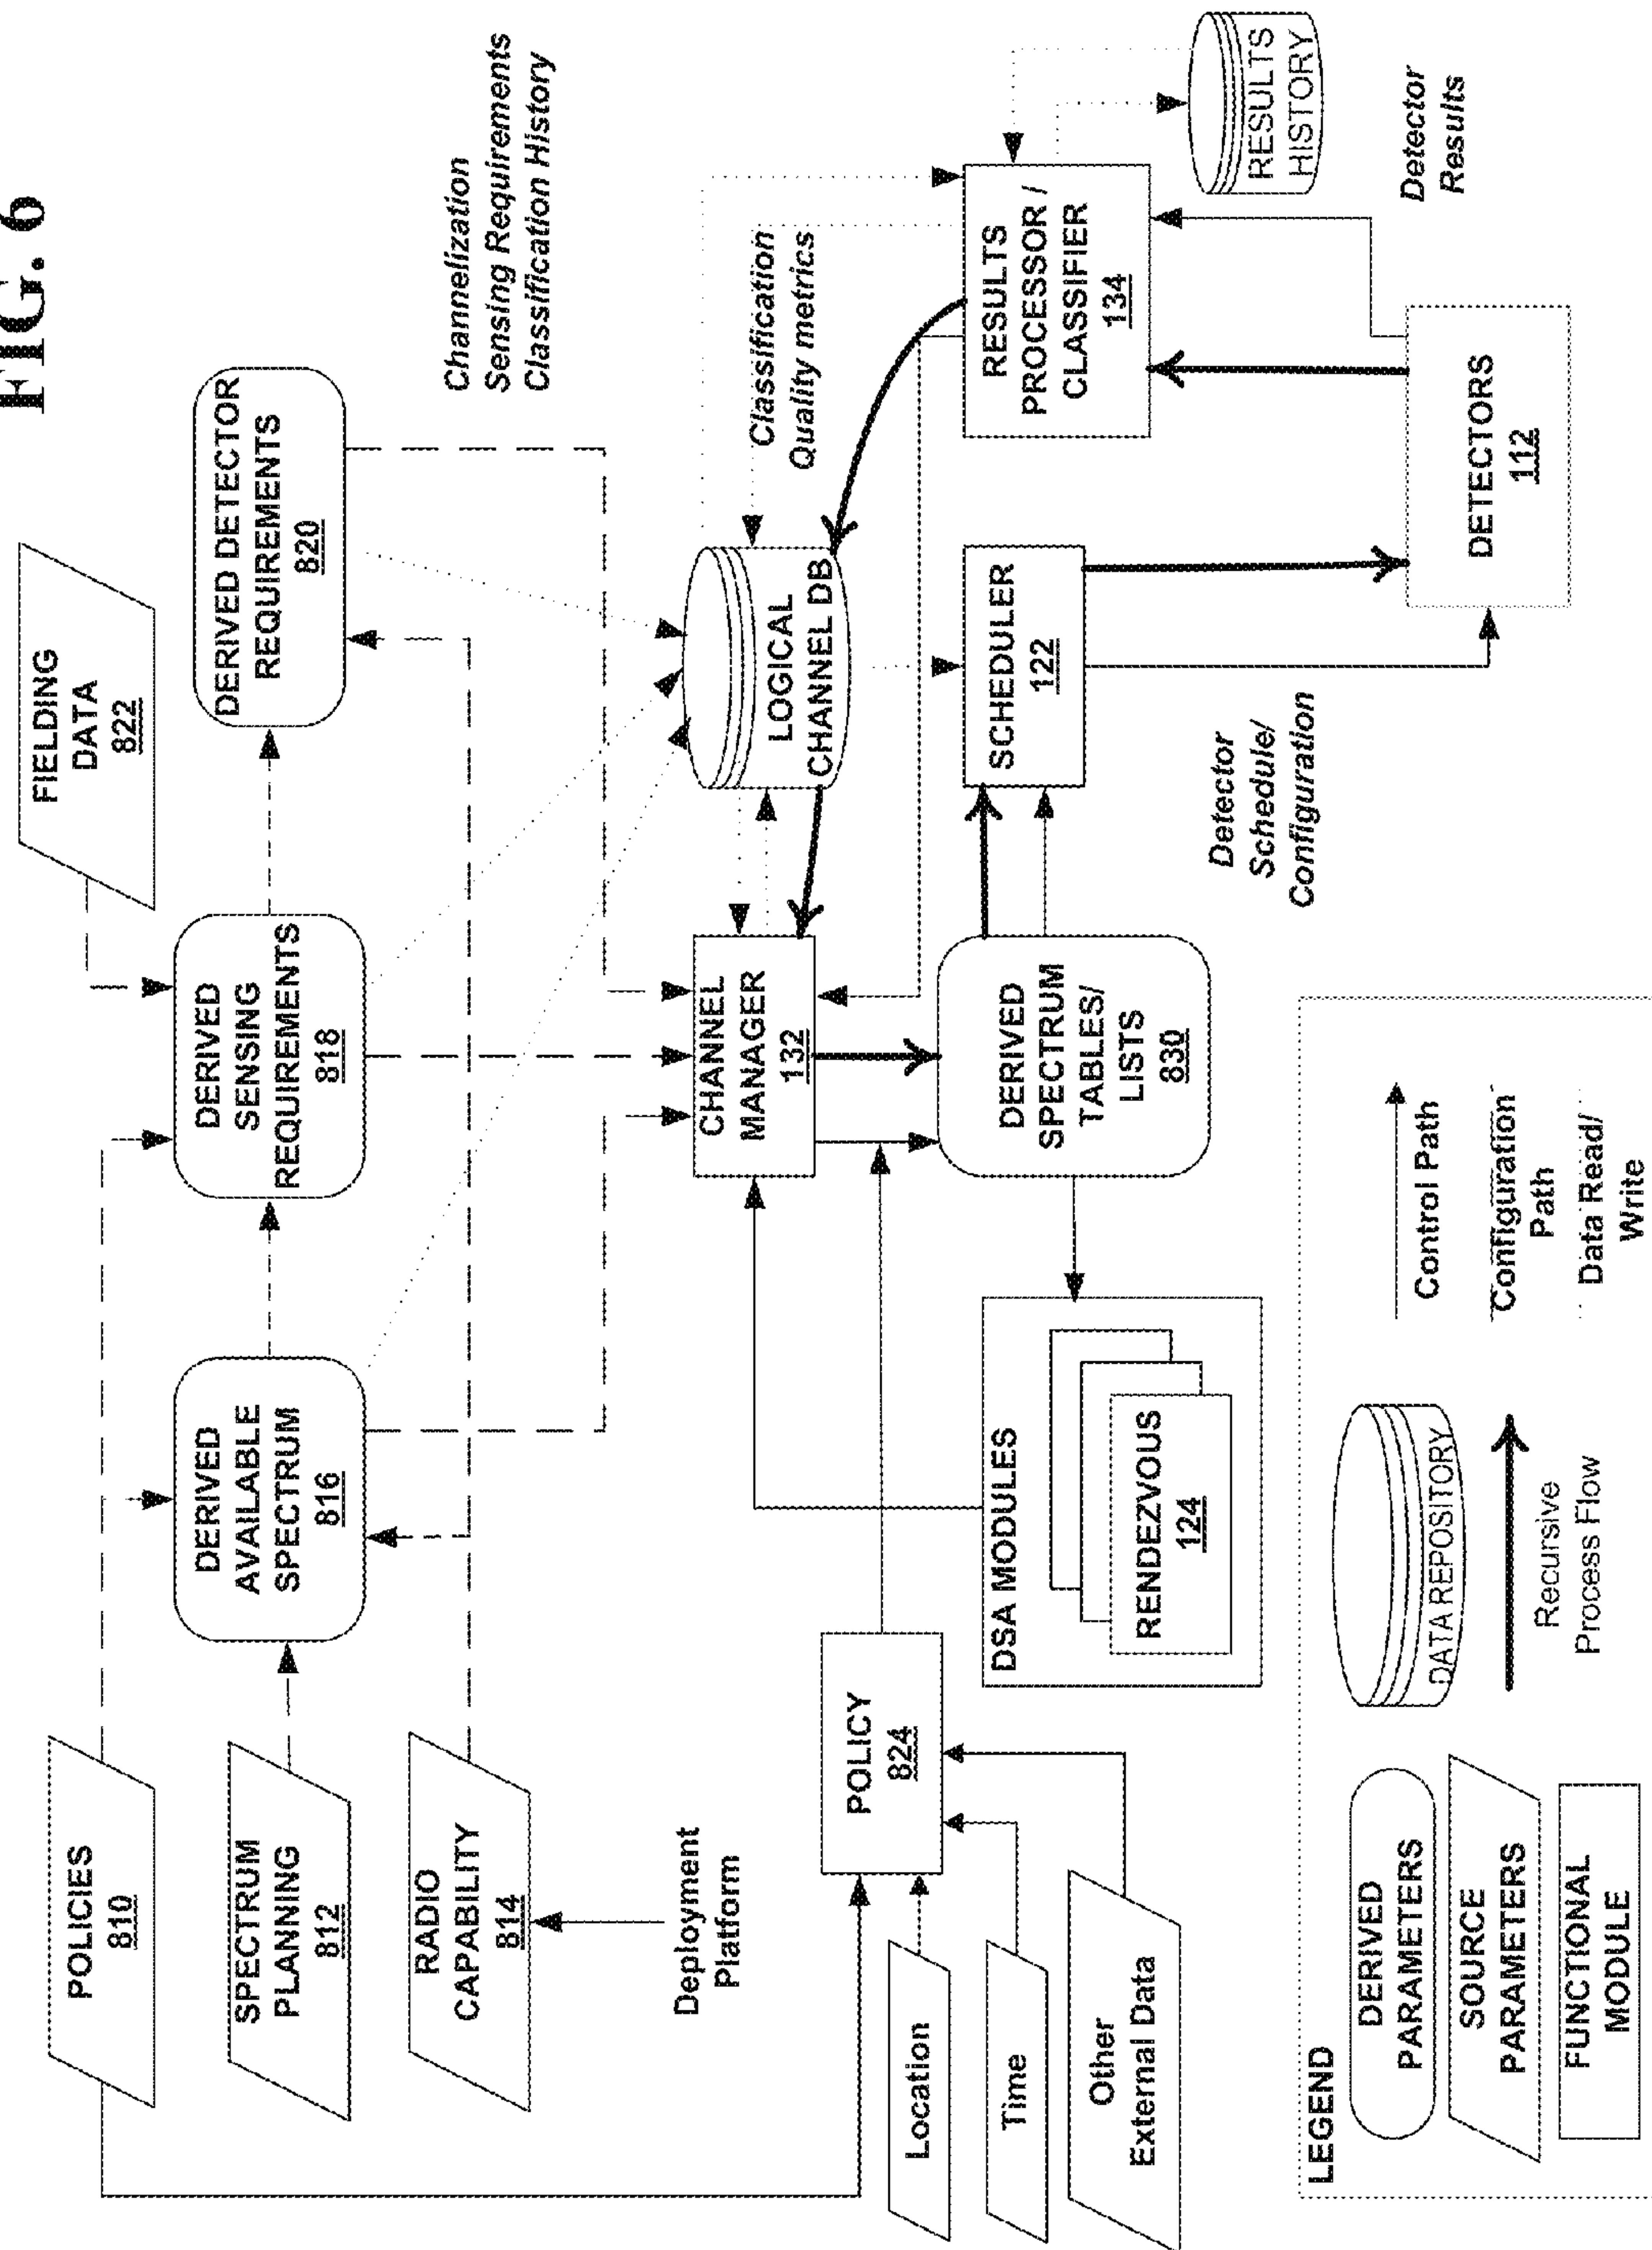 FIG. 6
POLICIES
810
SPECTRUM
PLANNING
812
RADIO
CAPABILITY
814
Deployment
Platform
DERIVED
AVAILABLE
SPECTRUM
816
DERIVED
SENSING
REQUIREMENTS
818
FIELDING
DATA
822
DERIVED DETECTOR
REQUIREMENTS
820
Channelization
Sensing Requirements
Classification History
Location
Time
Other
External Data
POLICY
824
DSA MODULES
RENDEZVOUS
124
CHANNEL
MANAGER
132
DERIVED
SPECTRUM
TABLES/
LISTS
830
LOGICAL
CHANNEL DB
Classification
Quality metrics
SCHEDULER
122
Detector
Schedule/
Configuration
RESULTS
PROCESSOR /
CLASSIFIER
134
RESULTS
HISTORY
DETECTORS
112
Detector
Results
LEGEND
DERIVED
PARAMETERS
SOURCE
PARAMETERS
FUNCTIONAL
MODULE
DATA REPOSITORY
Recursive
Process Flow
Control Path
Configuration
Path
Data Read/
Write